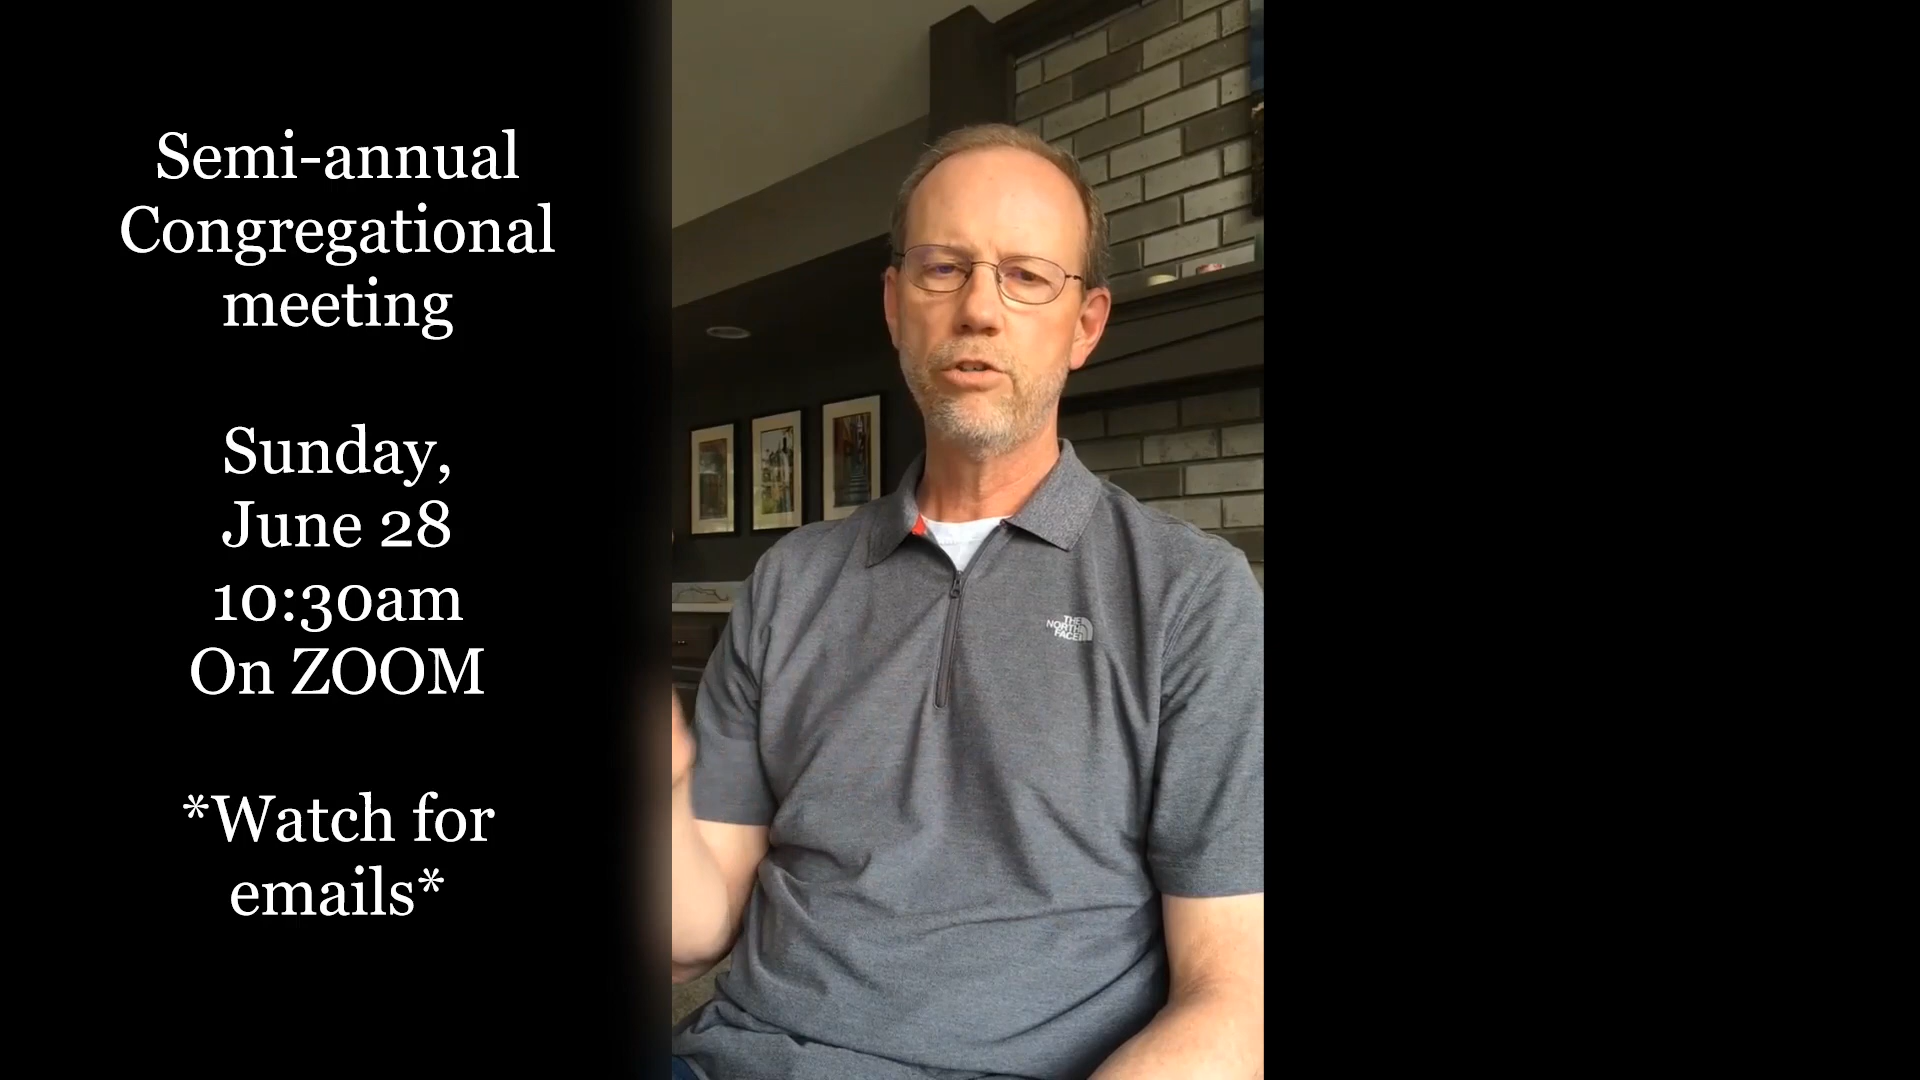 Semi-annual
Congregational
meeting
Sunday,
June 28
10:30am
On ZOOM
*Watch for
emails*
THE
NORTH
FACE